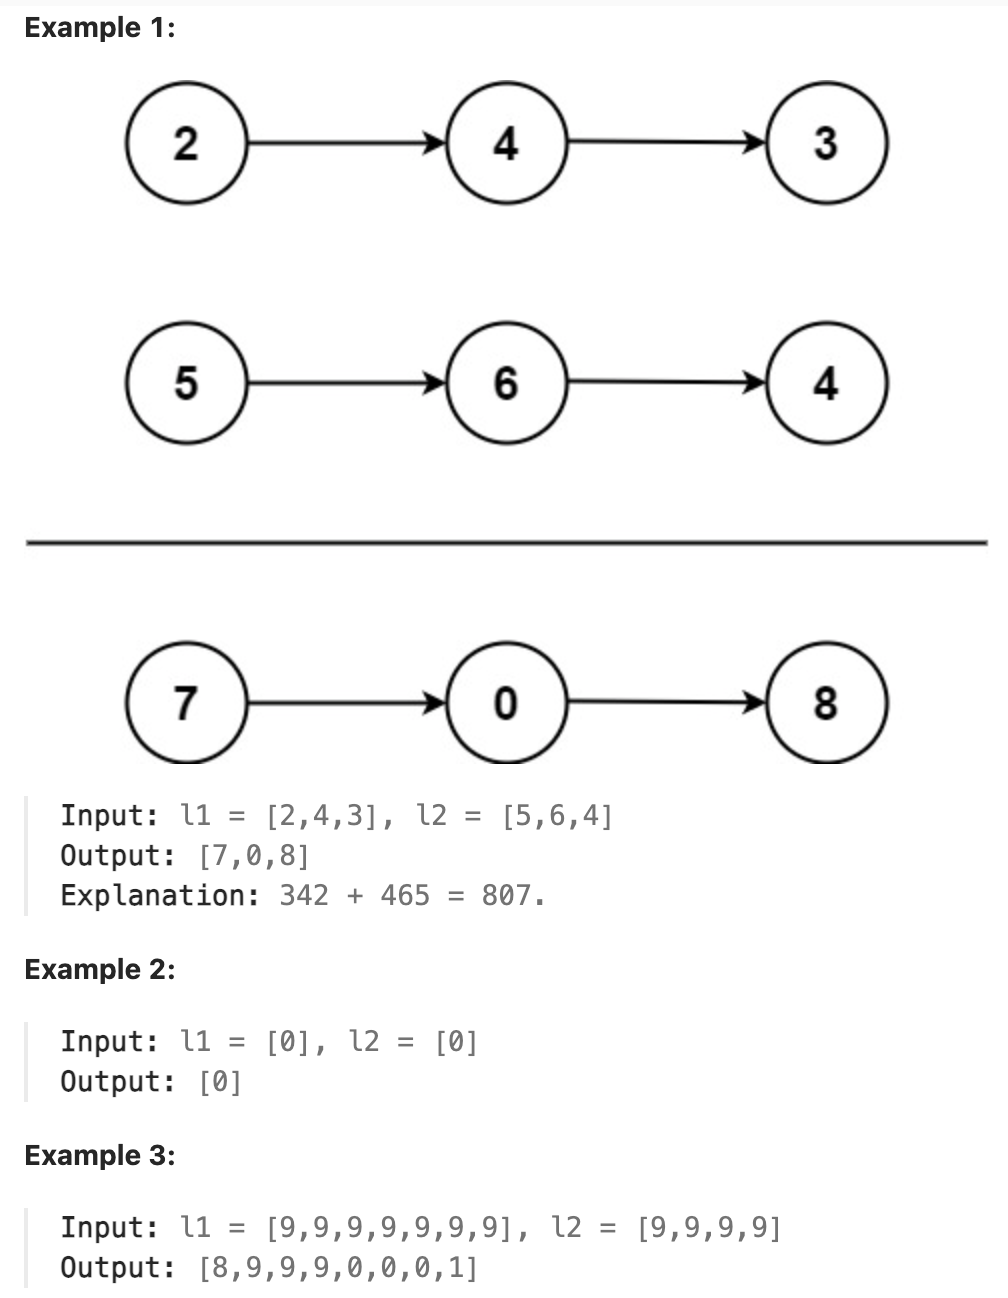 Example 1:
2 4 3
5 6 4
7 0 8
Input: l1 = [2,4,3], l2 = [5,6,4]
Output: [7,0,8]
Explanation: 342 + 465 = 807.
Example 2:
Input: l1 = [0], l2 = [0]
Output: [0]
Example 3:
Input: l1 = [9,9,9,9,9,9,9], l2 = [9,9,9,9]
Output: [8,9,9,9,0,0,0,1]